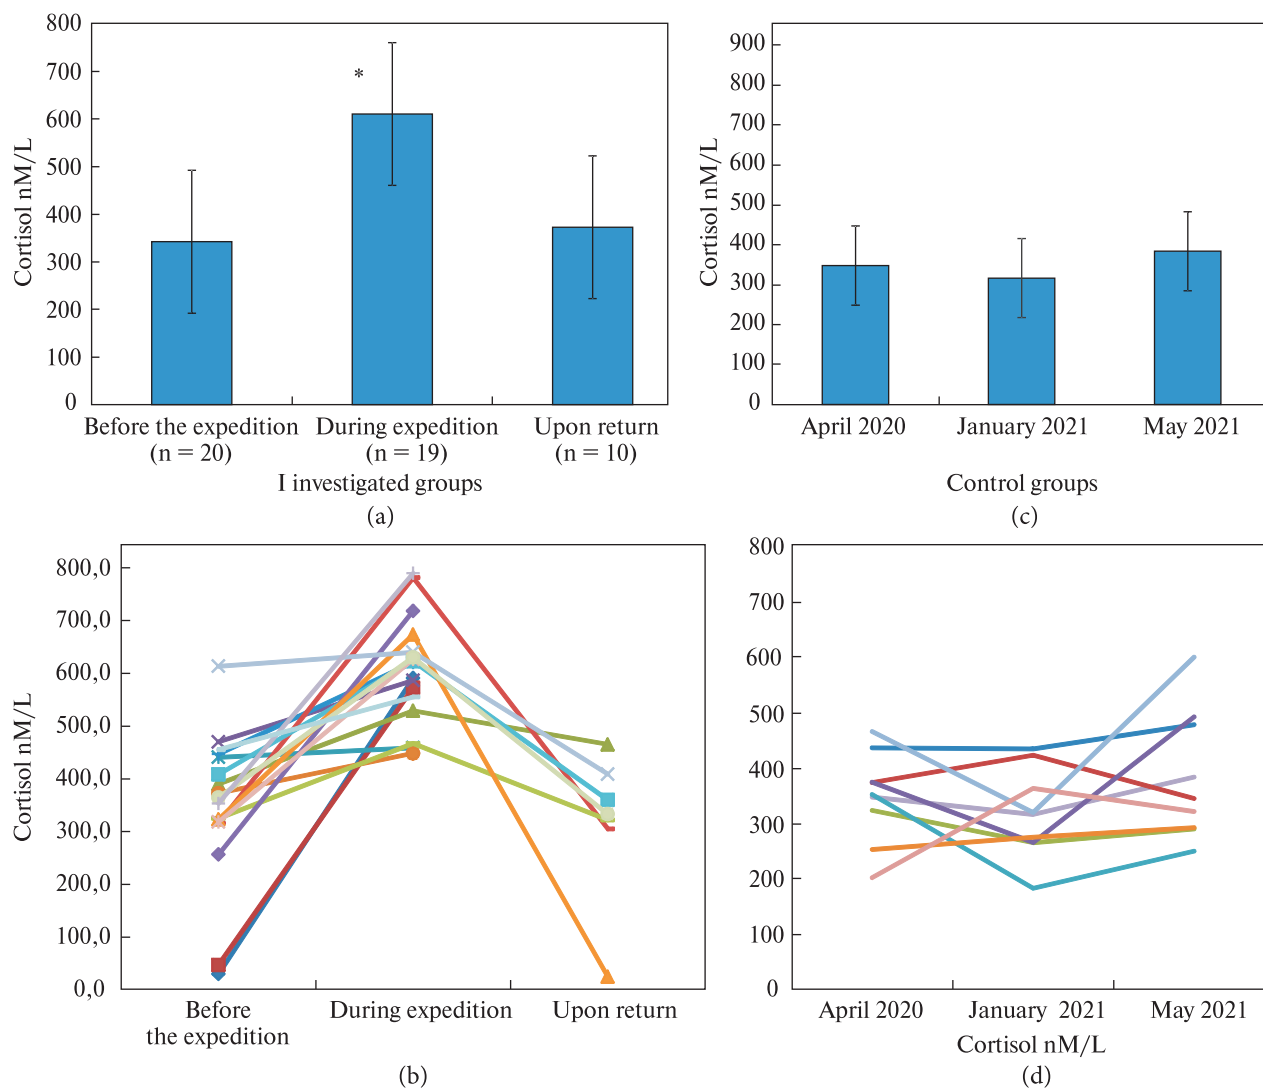 800
700
600
500
400
300
200
100
0
Cortisol nM/L
*
Before the expedition
(n = 20)
During expedition
(n = 19)
Upon return
(n = 10)
I investigated groups
(a)
900
800
700
600
500
400
300
200
100
0
Cortisol nM/L
April 2020
January 2021
May 2021
Control groups
(c)
800,0
700,0
600,0
500,0
400,0
300,0
200,0
100,0
0,0
Cortisol nM/L
Before
the expedition
During expedition
Upon return
(b)
800
700
600
500
400
300
200
100
0
April 2020
January 2021
May 2021
Cortisol nM/L
(d)